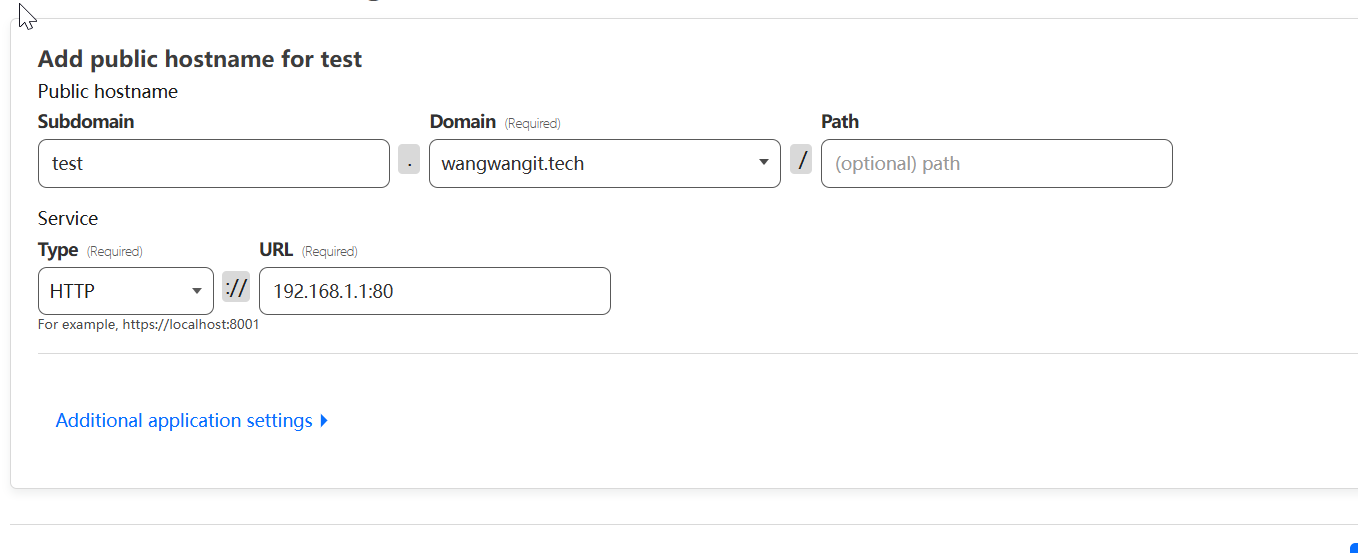 Add public hostname for test
Public hostname
Subdomain Domain (Required) Path
test . wangwangit.tech / (optional) path
Service
Type (Required) URL (Required)
HTTP :// 192.168.1.1:80
For example, https://localhost:8001
Additional application settings